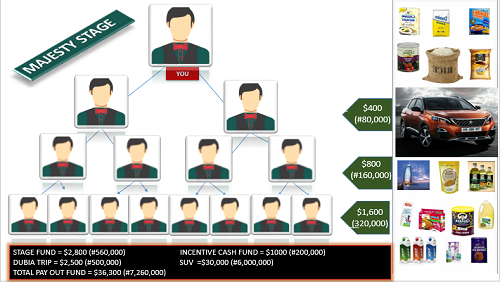 MAJESTY STAGE
YOU
$400
(#80,000)
$800
(#160,000)
$1,600
(320,000)
STAGE FUND = $2,800 (#560,000)
DUBIA TRIP = $2,500 (#500,000)
TOTAL PAY OUT FUND = $36,300 (#7,260,000)
INCENTIVE CASH FUND = $1000 (#200,000)
SUV =$30,000 (#6,000,000)